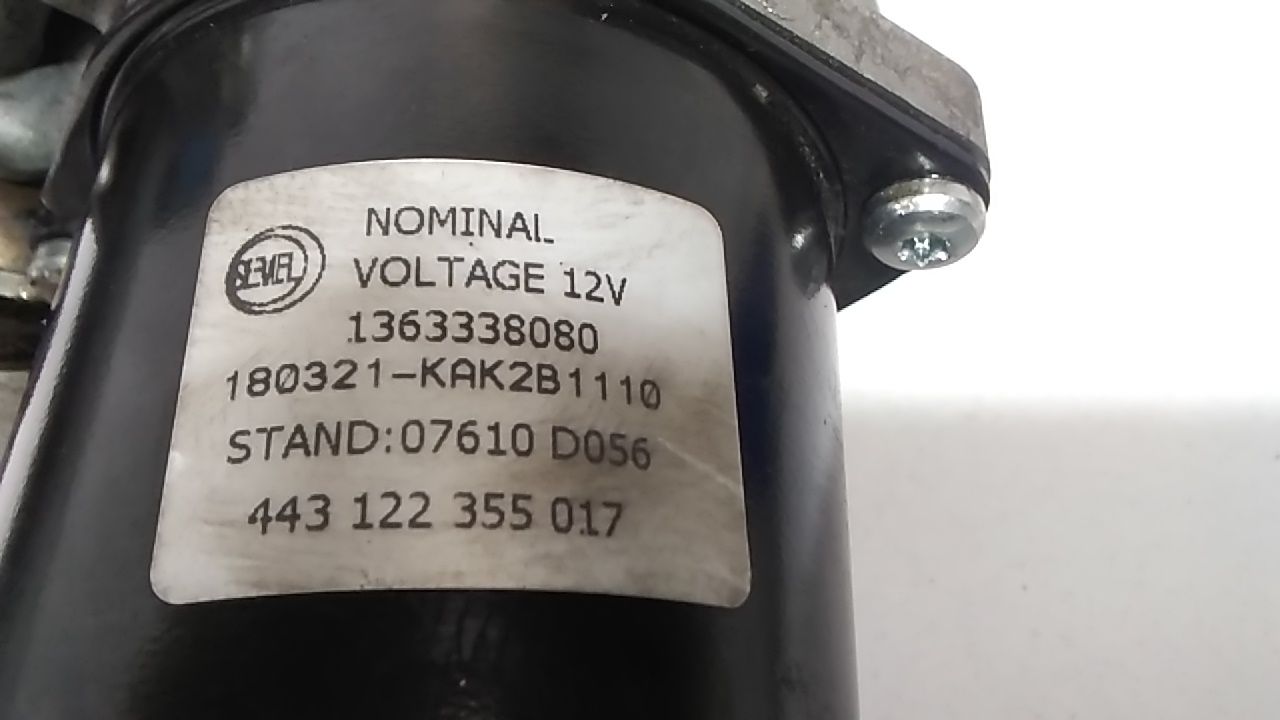 NOMINAL
SEVEL VOLTAGE 12V
1363338080
180321-KAK2B1110
STAND:07610 D056
443 122 355 017